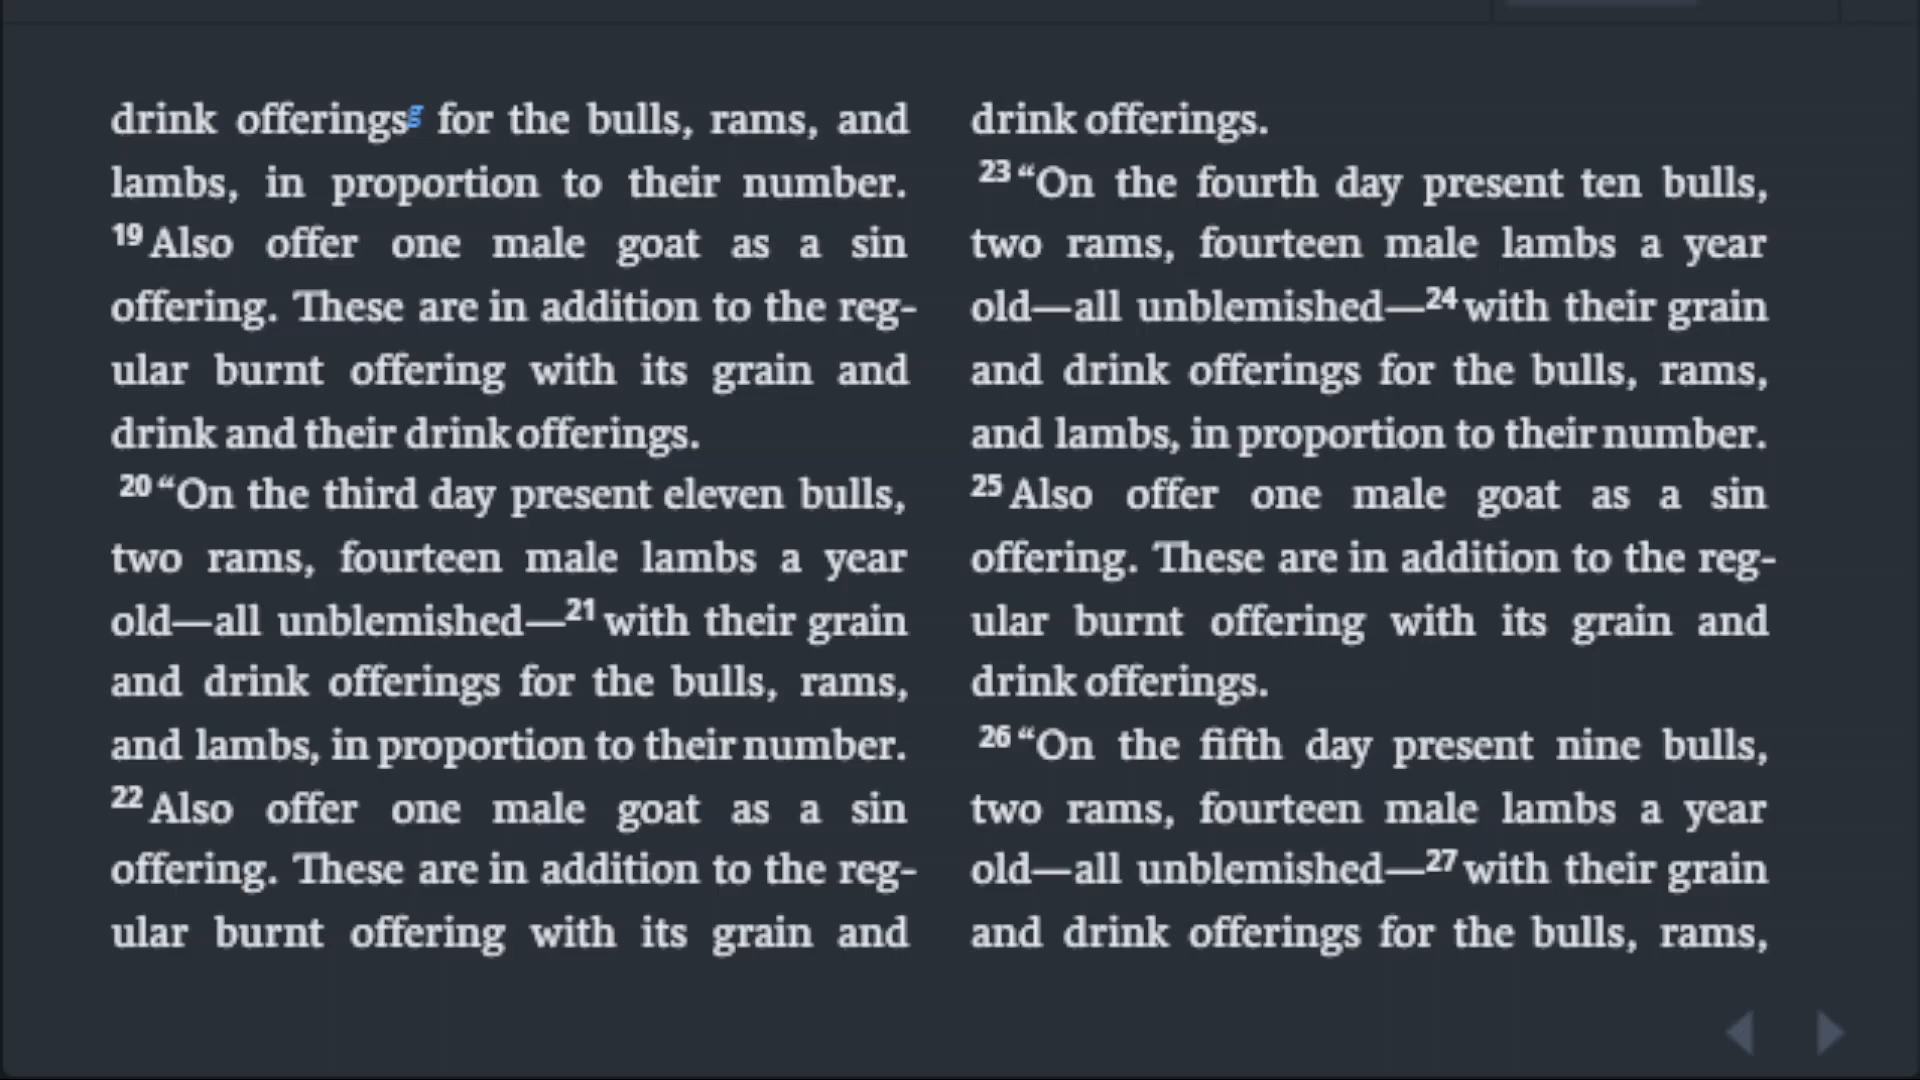 drink offeringsg for the bulls, rams, and
lambs, in proportion to their number.
19 Also offer one male goat as a sin
offering. These are in addition to the reg-
ular burnt offering with its grain and
drink and their drink offerings.
20 “On the third day present eleven bulls,
two rams, fourteen male lambs a year
old—all unblemished—21 with their grain
and drink offerings for the bulls, rams,
and lambs, in proportion to their number.
22 Also offer one male goat as a sin
offering. These are in addition to the reg-
ular burnt offering with its grain and
drink offerings.
23 “On the fourth day present ten bulls,
two rams, fourteen male lambs a year
old—all unblemished—24 with their grain
and drink offerings for the bulls, rams,
and lambs, in proportion to their number.
25 Also offer one male goat as a sin
offering. These are in addition to the reg-
ular burnt offering with its grain and
drink offerings.
26 “On the fifth day present nine bulls,
two rams, fourteen male lambs a year
old—all unblemished—27 with their grain
and drink offerings for the bulls, rams,